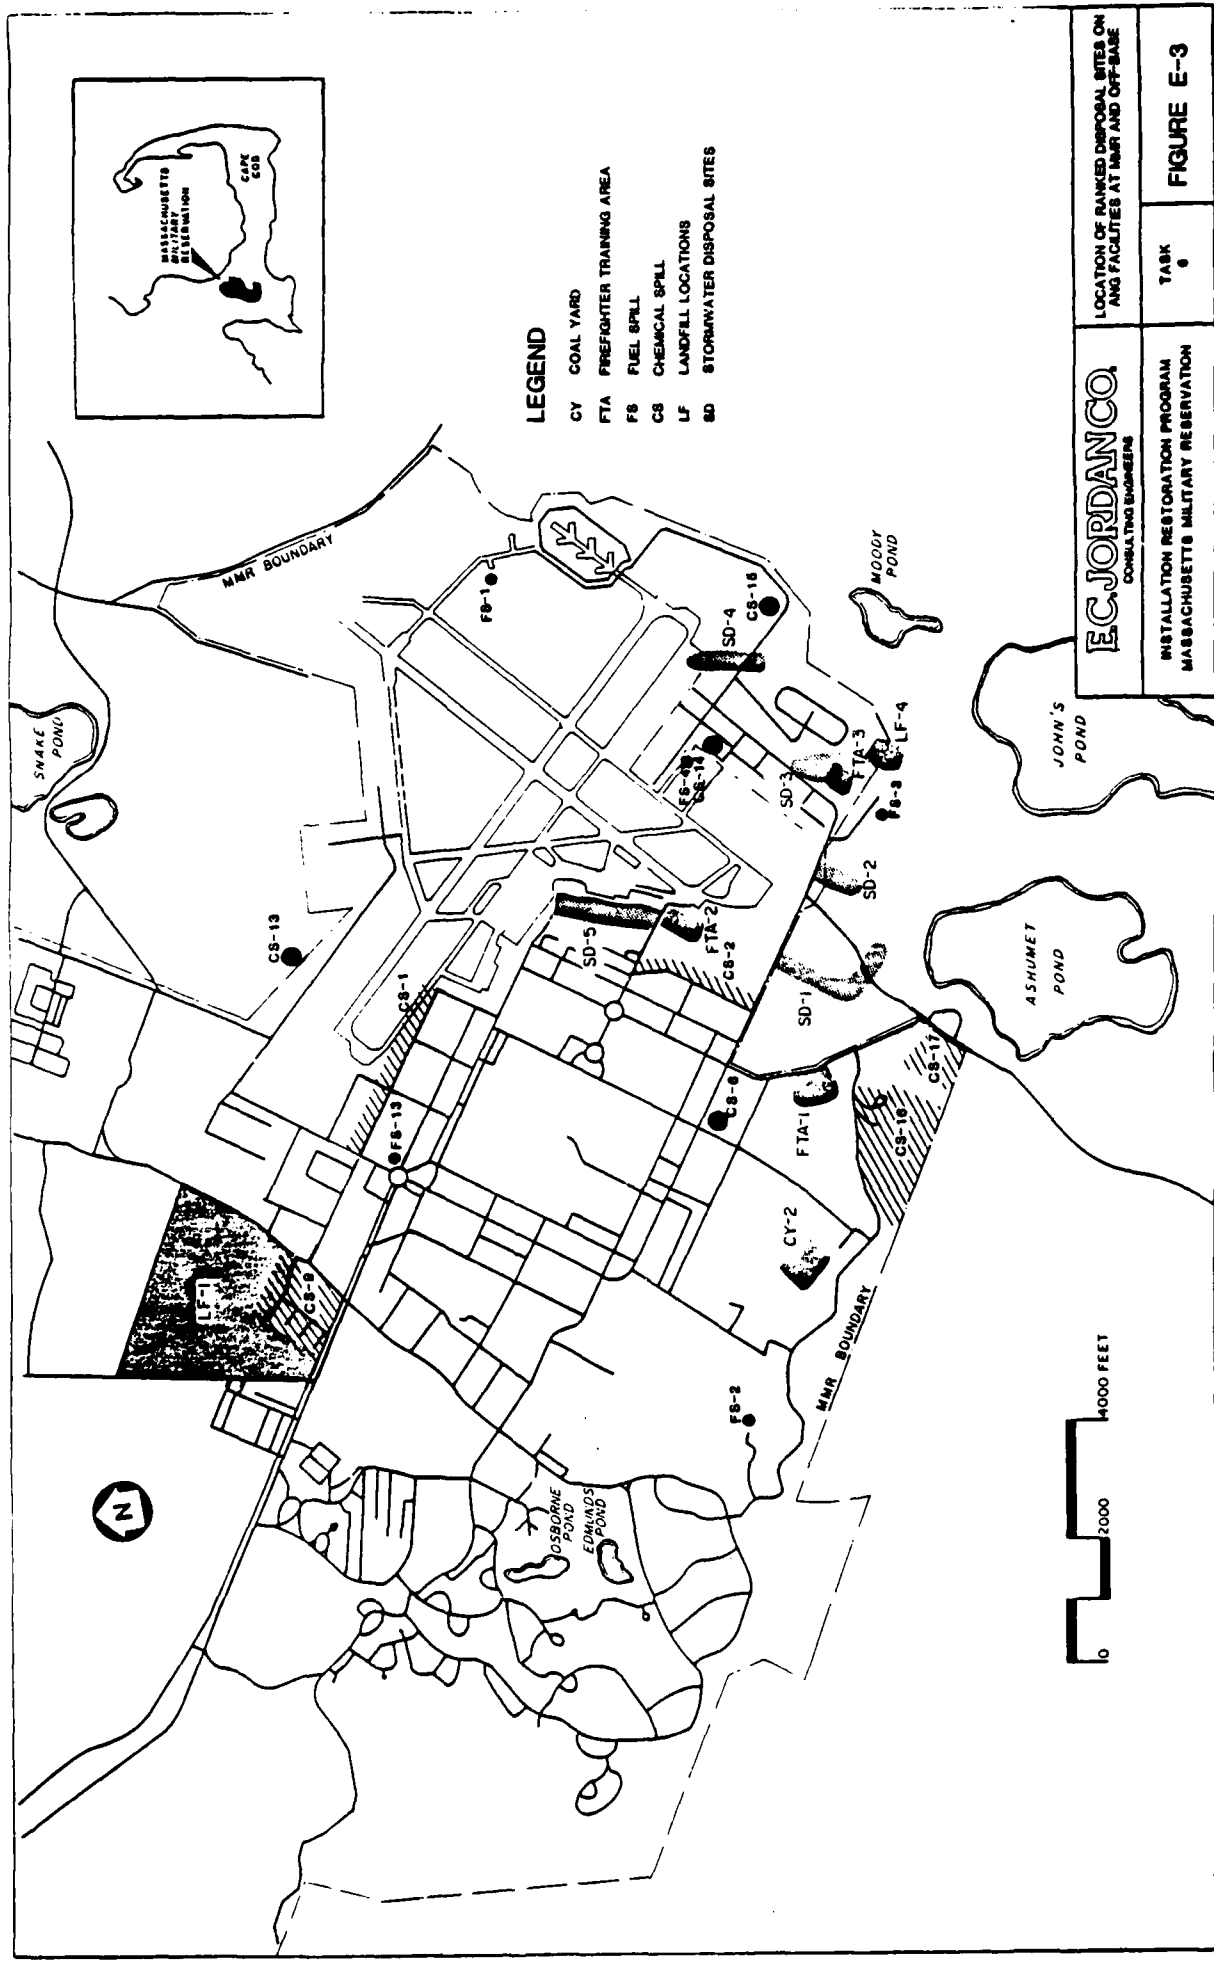 MASSACHUSETTS
MILITARY
RESERVATION
CAPE
COD
LEGEND
CY COAL YARD
FTA FIREFIGHTER TRAINING AREA
FS FUEL SPILL
CS CHEMICAL SPILL
LF LANDFILL LOCATIONS
SD STORMWATER DISPOSAL SITES
N
SNAKE
POND
MMR BOUNDARY
LF-1
CS-13
CS-1
FS-13
FS-1
SD-5
FTA-2
CS-2
SD-4
CS-15
CS-14
SD-3
FTA-3
LF-4
FS-3
SD-2
SD-1
CS-6
FTA-1
CS-16
CS-17
CY-2
FS-2
OSBORNE
POND
EDMUNDS
POND
MOODY
POND
JOHN'S
POND
ASHUMET
POND
MMR BOUNDARY
0 2000 4000 FEET
E.C. JORDAN CO.
CONSULTING ENGINEERS
INSTALLATION RESTORATION PROGRAM
MASSACHUSETTS MILITARY RESERVATION
LOCATION OF RANKED DISPOSAL SITES ON
ANG FACILITIES AT MMR AND OFF-BASE
TASK
6
FIGURE E-3